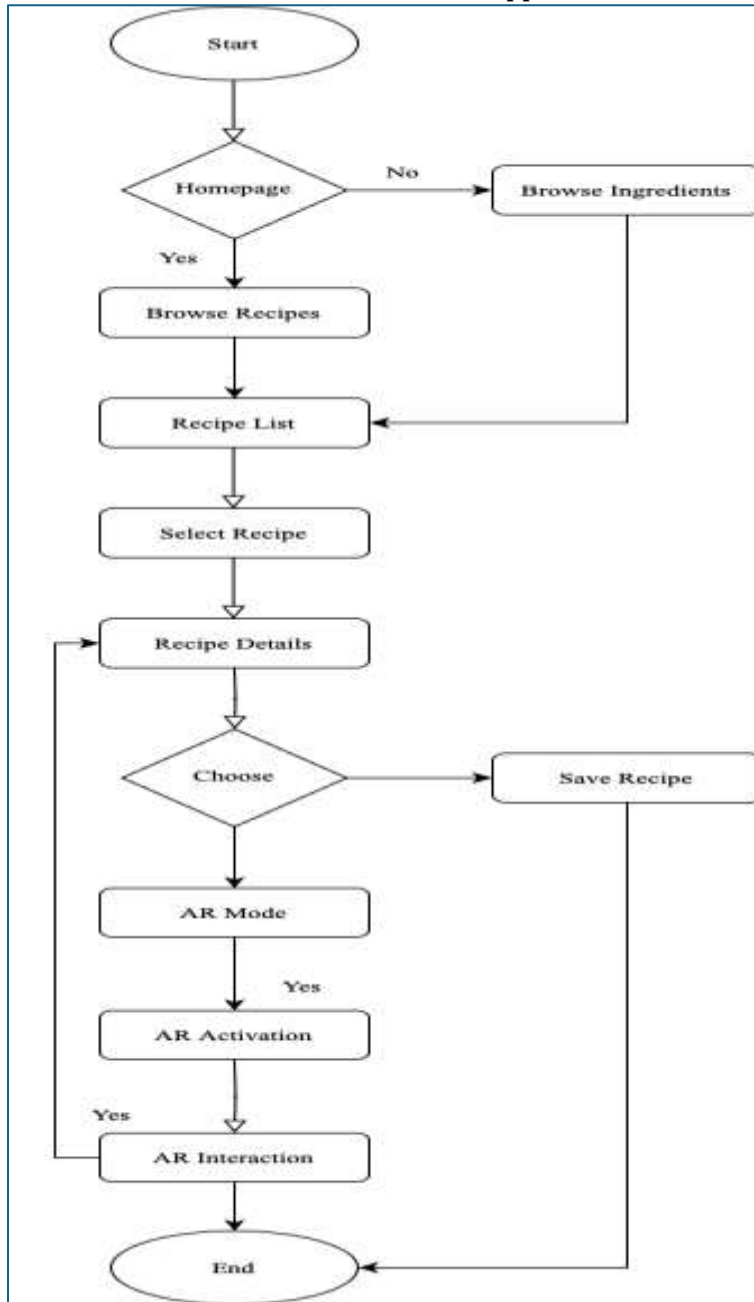 Start
Homepage
No
Browse Ingredients
Yes
Browse Recipes
Recipe List
Select Recipe
Recipe Details
Choose
Save Recipe
AR Mode
Yes
AR Activation
Yes
AR Interaction
End